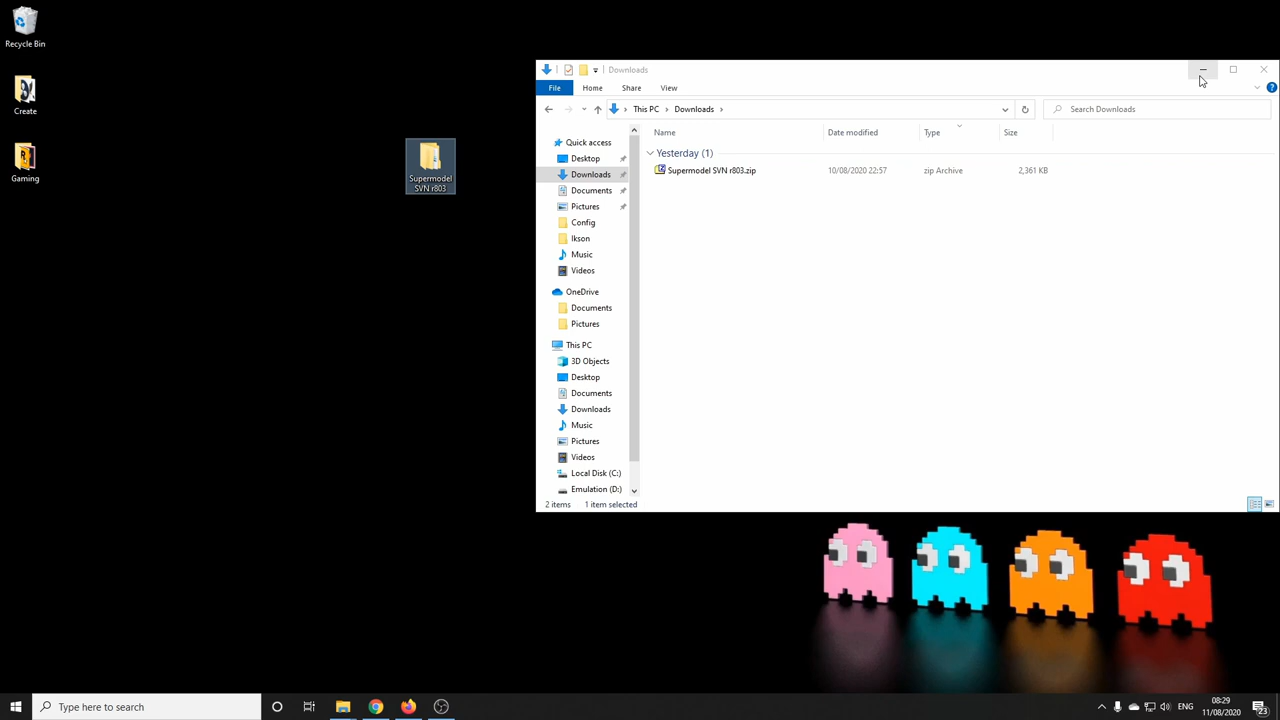 Recycle Bin
Create
Gaming
Supermodel
SVN r803
Downloads
File Home Share View
This PC Downloads
Search Downloads
Name Date modified Type Size
Yesterday (1)
Supermodel SVN r803.zip 10/08/2020 22:57 zip Archive 2,361 KB
Quick access
Desktop
Downloads
Documents
Pictures
Config
Ikson
Music
Videos
OneDrive
Documents
Pictures
This PC
3D Objects
Desktop
Documents
Downloads
Music
Pictures
Videos
Local Disk (C:)
Emulation (D:)
2 items 1 item selected
Type here to search
ENG
08:29
11/08/2020
23